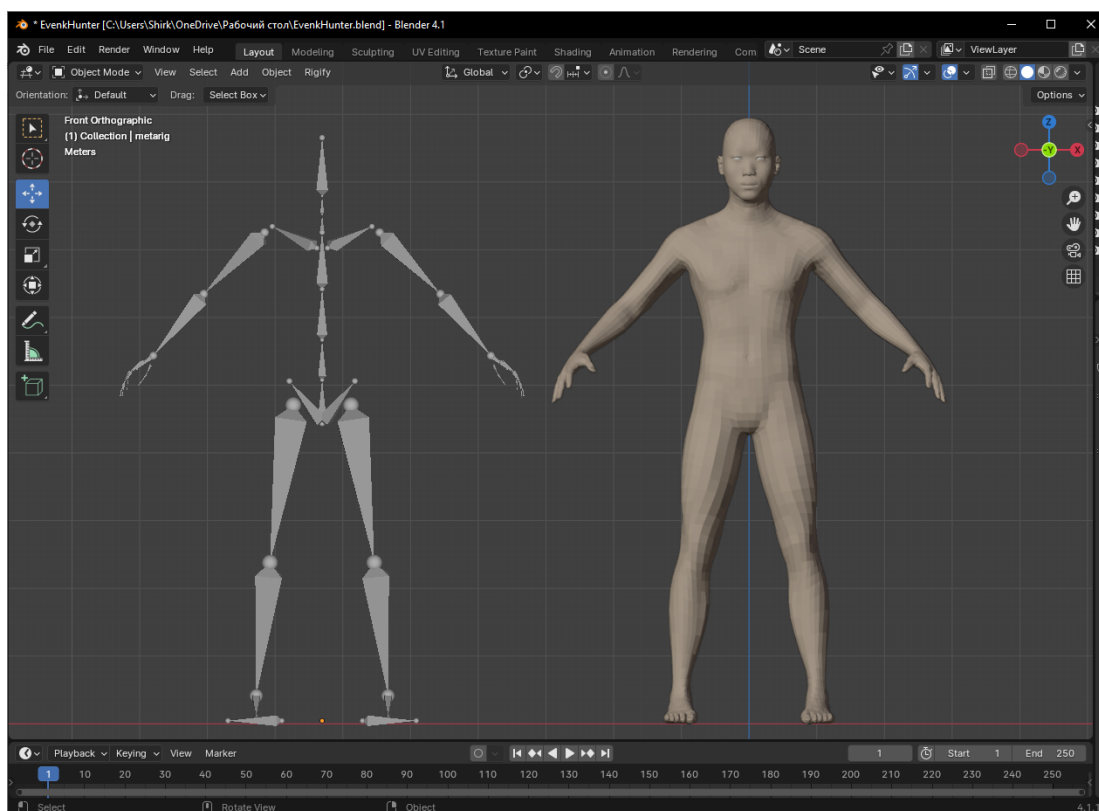 * EvenkHunter [C:\Users\Shirk\OneDrive\Рабочий стол\EvenkHunter.blend] - Blender 4.1
File Edit Render Window Help Layout Modeling Sculpting UV Editing Texture Paint Shading Animation Rendering Com Scene ViewLayer
Object Mode View Select Add Object Rigify Global
Orientation: Default Drag: Select Box Options
Front Orthographic
(1) Collection | metarig
Meters
Z
-Y
X
Playback Keying View Marker 1 Start 1 End 250
1 10 20 30 40 50 60 70 80 90 100 110 120 130 140 150 160 170 180 190 200 210 220 230 240 250
Select Rotate View Object 4.1.1